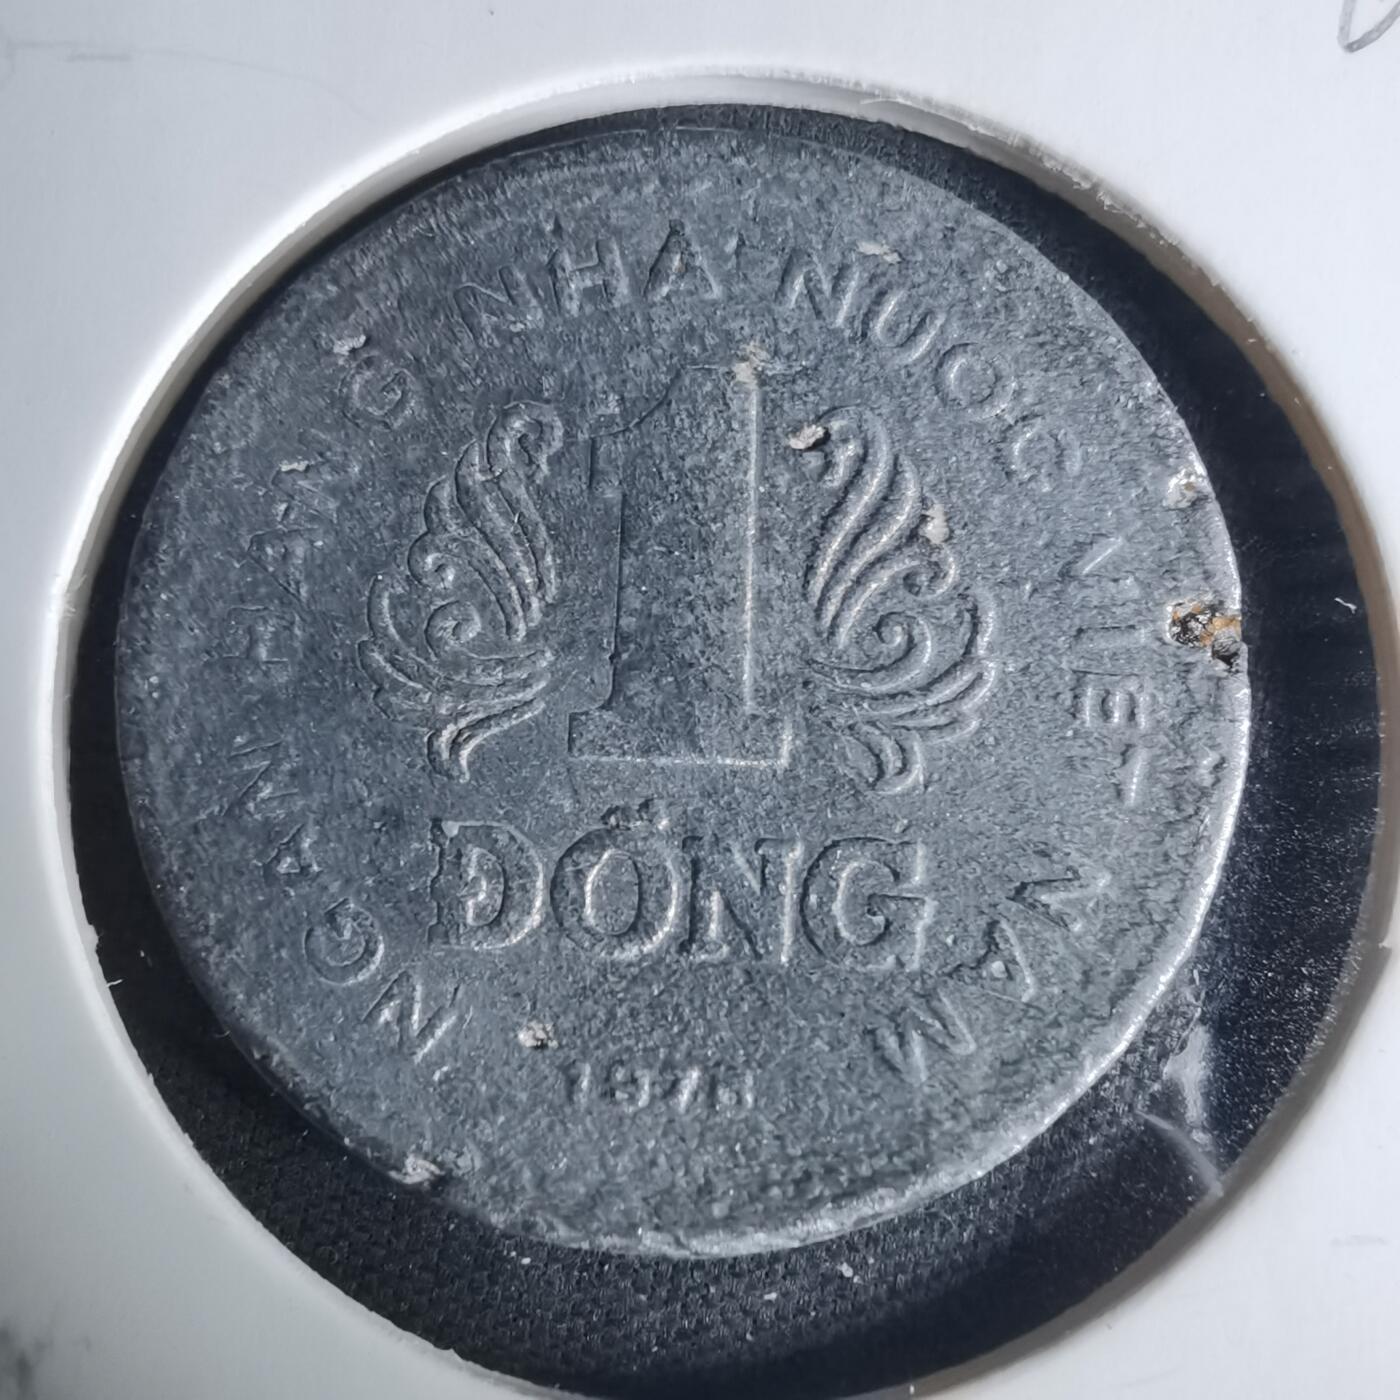 NGÂN HÀNG NHÀ NƯỚC VIỆT NAM
1
ĐỒNG
1976